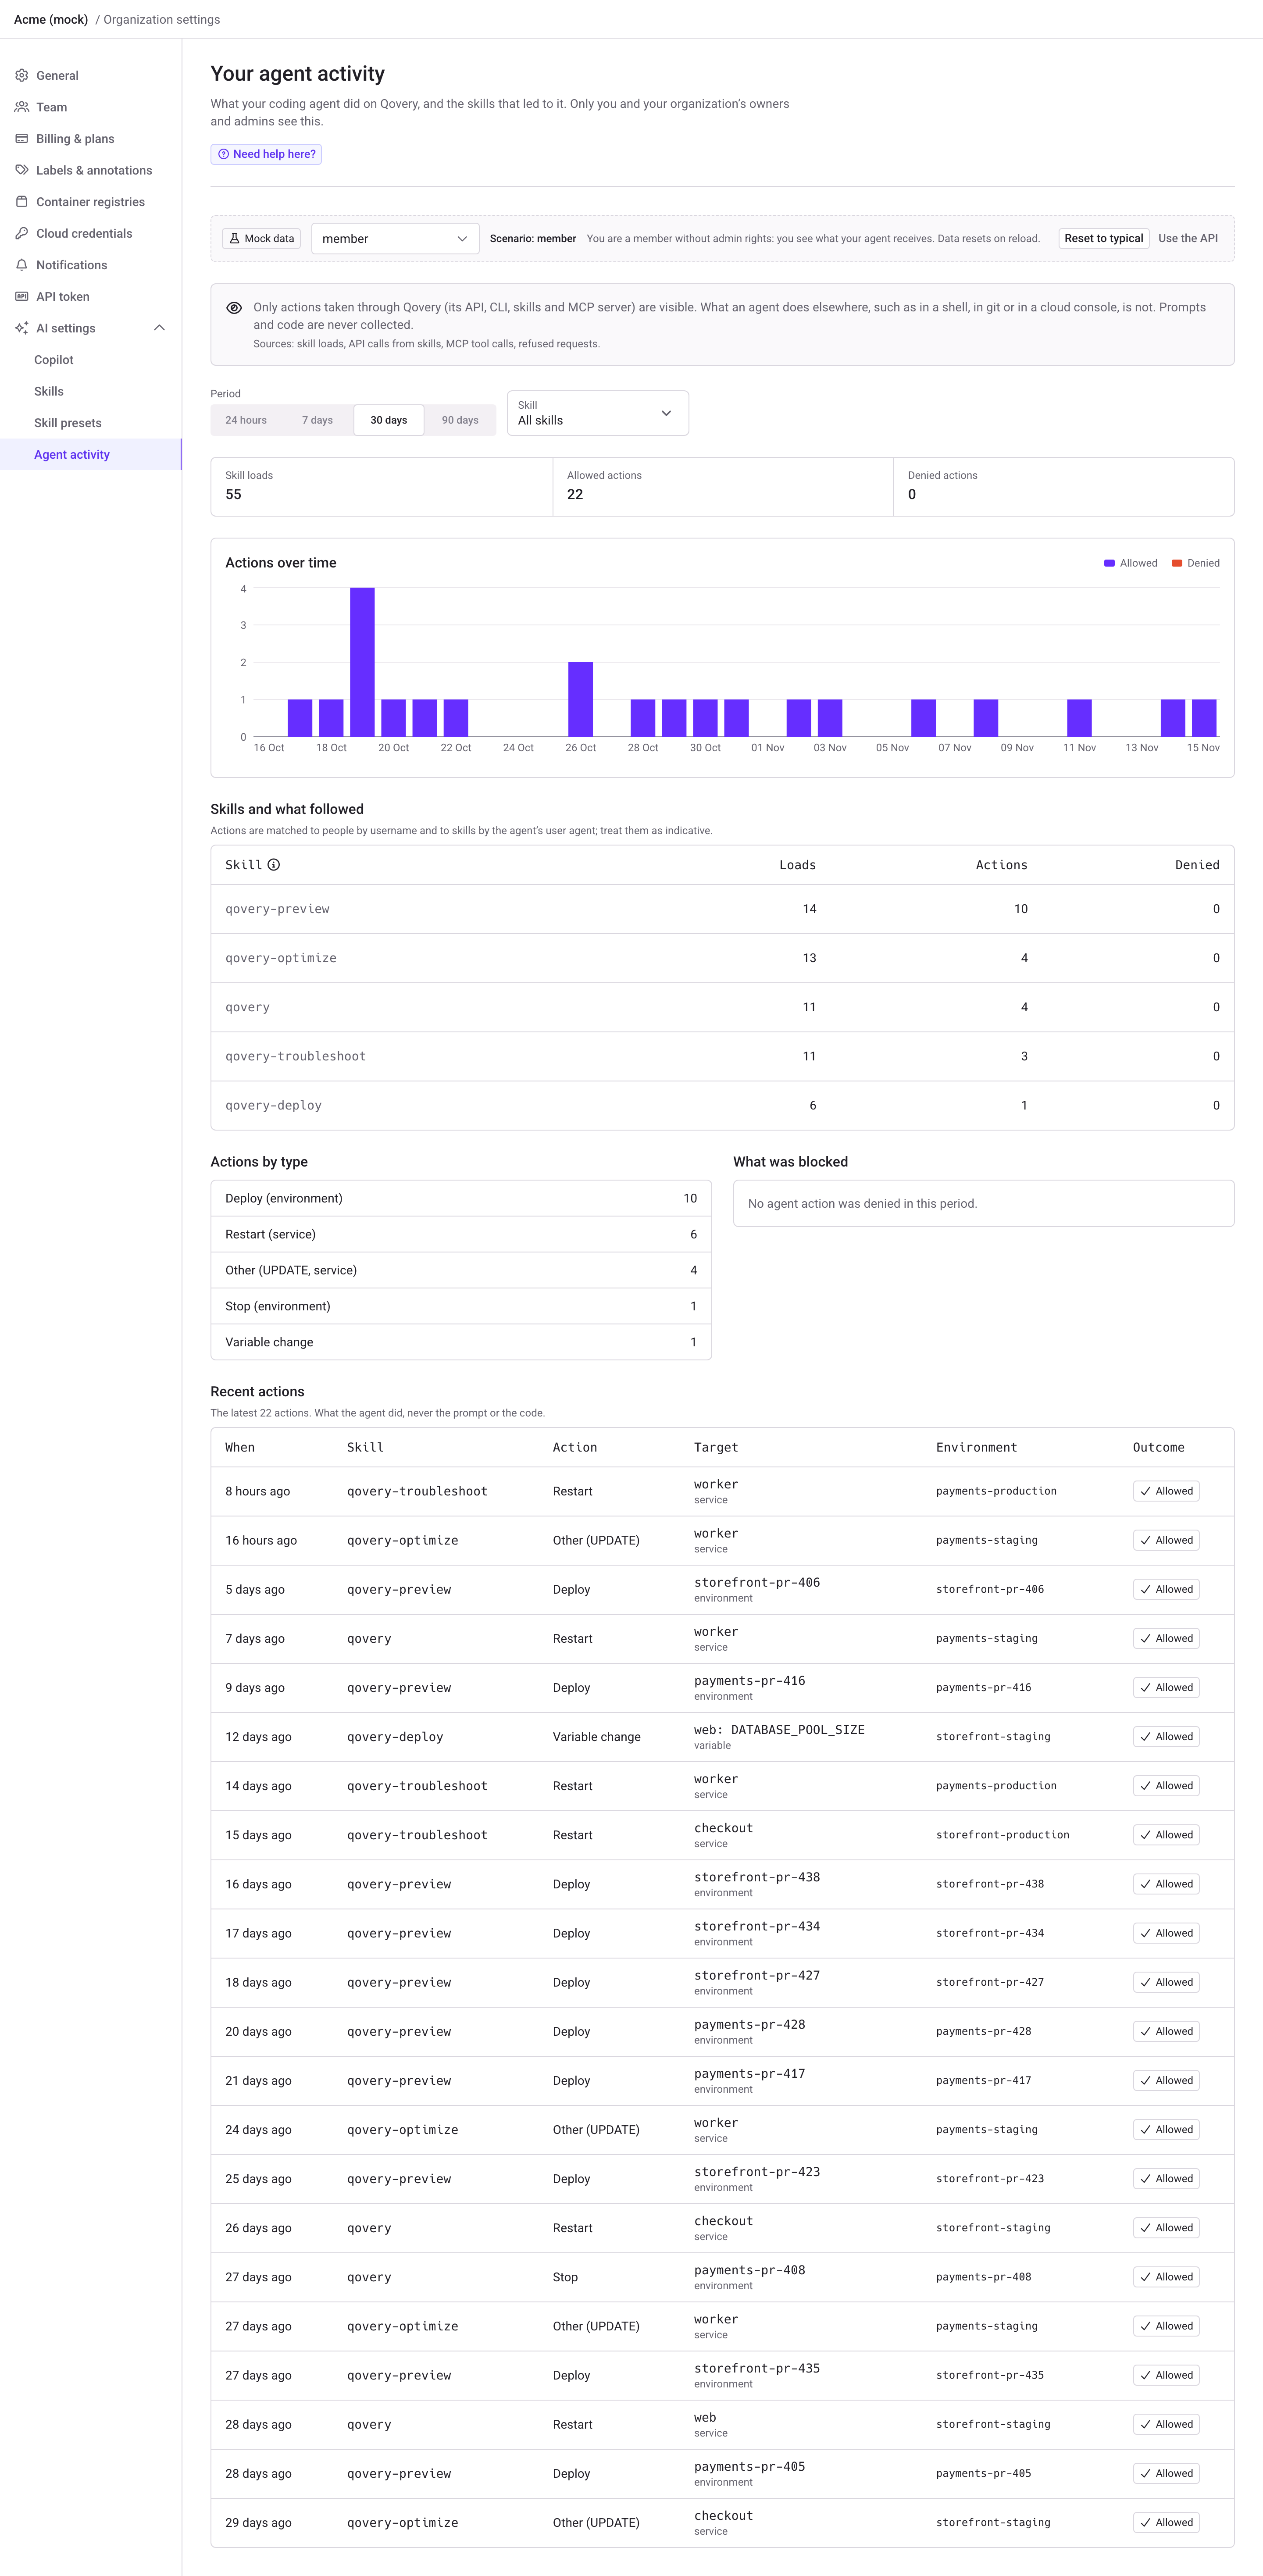 Acme (mock) / Organization settings
General
Team
Billing & plans
Labels & annotations
Container registries
Cloud credentials
Notifications
API token
AI settings
Copilot
Skills
Skill presets
Agent activity
Your agent activity
What your coding agent did on Qovery, and the skills that led to it. Only you and your organization's owners
and admins see this.
Need help here?
Mock data
member
Scenario: member You are a member without admin rights: you see what your agent receives. Data resets on reload.
Reset to typical
Use the API
Only actions taken through Qovery (its API, CLI, skills and MCP server) are visible. What an agent does elsewhere, such as in a shell, in git or in a cloud console, is not. Prompts
and code are never collected.
Sources: skill loads, API calls from skills, MCP tool calls, refused requests.
Period
24 hours 7 days 30 days 90 days
Skill
All skills
Skill loads
55
Allowed actions
22
Denied actions
0
Actions over time
Allowed Denied
4
3
2
1
0
16 Oct 18 Oct 20 Oct 22 Oct 24 Oct 26 Oct 28 Oct 30 Oct 01 Nov 03 Nov 05 Nov 07 Nov 09 Nov 11 Nov 13 Nov 15 Nov
Skills and what followed
Actions are matched to people by username and to skills by the agent's user agent; treat them as indicative.
Skill Loads Actions Denied
qovery-preview 14 10 0
qovery-optimize 13 4 0
qovery 11 4 0
qovery-troubleshoot 11 3 0
qovery-deploy 6 1 0
Actions by type
Deploy (environment) 10
Restart (service) 6
Other (UPDATE, service) 4
Stop (environment) 1
Variable change 1
What was blocked
No agent action was denied in this period.
Recent actions
The latest 22 actions. What the agent did, never the prompt or the code.
When Skill Action Target Environment Outcome
8 hours ago qovery-troubleshoot Restart worker service payments-production Allowed
16 hours ago qovery-optimize Other (UPDATE) worker service payments-staging Allowed
5 days ago qovery-preview Deploy storefront-pr-406 environment storefront-pr-406 Allowed
7 days ago qovery Restart worker service payments-staging Allowed
9 days ago qovery-preview Deploy payments-pr-416 environment payments-pr-416 Allowed
12 days ago qovery-deploy Variable change web: DATABASE_POOL_SIZE variable storefront-staging Allowed
14 days ago qovery-troubleshoot Restart worker service payments-production Allowed
15 days ago qovery-troubleshoot Restart checkout service storefront-production Allowed
16 days ago qovery-preview Deploy storefront-pr-438 environment storefront-pr-438 Allowed
17 days ago qovery-preview Deploy storefront-pr-434 environment storefront-pr-434 Allowed
18 days ago qovery-preview Deploy storefront-pr-427 environment storefront-pr-427 Allowed
20 days ago qovery-preview Deploy payments-pr-428 environment payments-pr-428 Allowed
21 days ago qovery-preview Deploy payments-pr-417 environment payments-pr-417 Allowed
24 days ago qovery-optimize Other (UPDATE) worker service payments-staging Allowed
25 days ago qovery-preview Deploy storefront-pr-423 environment storefront-pr-423 Allowed
26 days ago qovery Restart checkout service storefront-staging Allowed
27 days ago qovery Stop payments-pr-408 environment payments-pr-408 Allowed
27 days ago qovery-optimize Other (UPDATE) worker service payments-staging Allowed
27 days ago qovery-preview Deploy storefront-pr-435 environment storefront-pr-435 Allowed
28 days ago qovery Restart web service storefront-staging Allowed
28 days ago qovery-preview Deploy payments-pr-405 environment payments-pr-405 Allowed
29 days ago qovery-optimize Other (UPDATE) checkout service storefront-staging Allowed